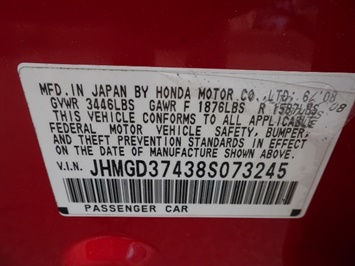 MFD. IN JAPAN BY HONDA MOTOR CO., LTD. 6/08
GVWR 3446LBS GAWR F 1876LBS R
THIS VEHICLE CONFORMS TO ALL APPLICABLE
FEDERAL MOTOR VEHICLE SAFETY, BUMPER,
AND THEFT PREVENTION STANDARDS IN EFFECT
ON THE DATE OF MANUFACTURE SHOWN ABOVE.
V.I.N. JHMGD37438S073245
PASSENGER CAR